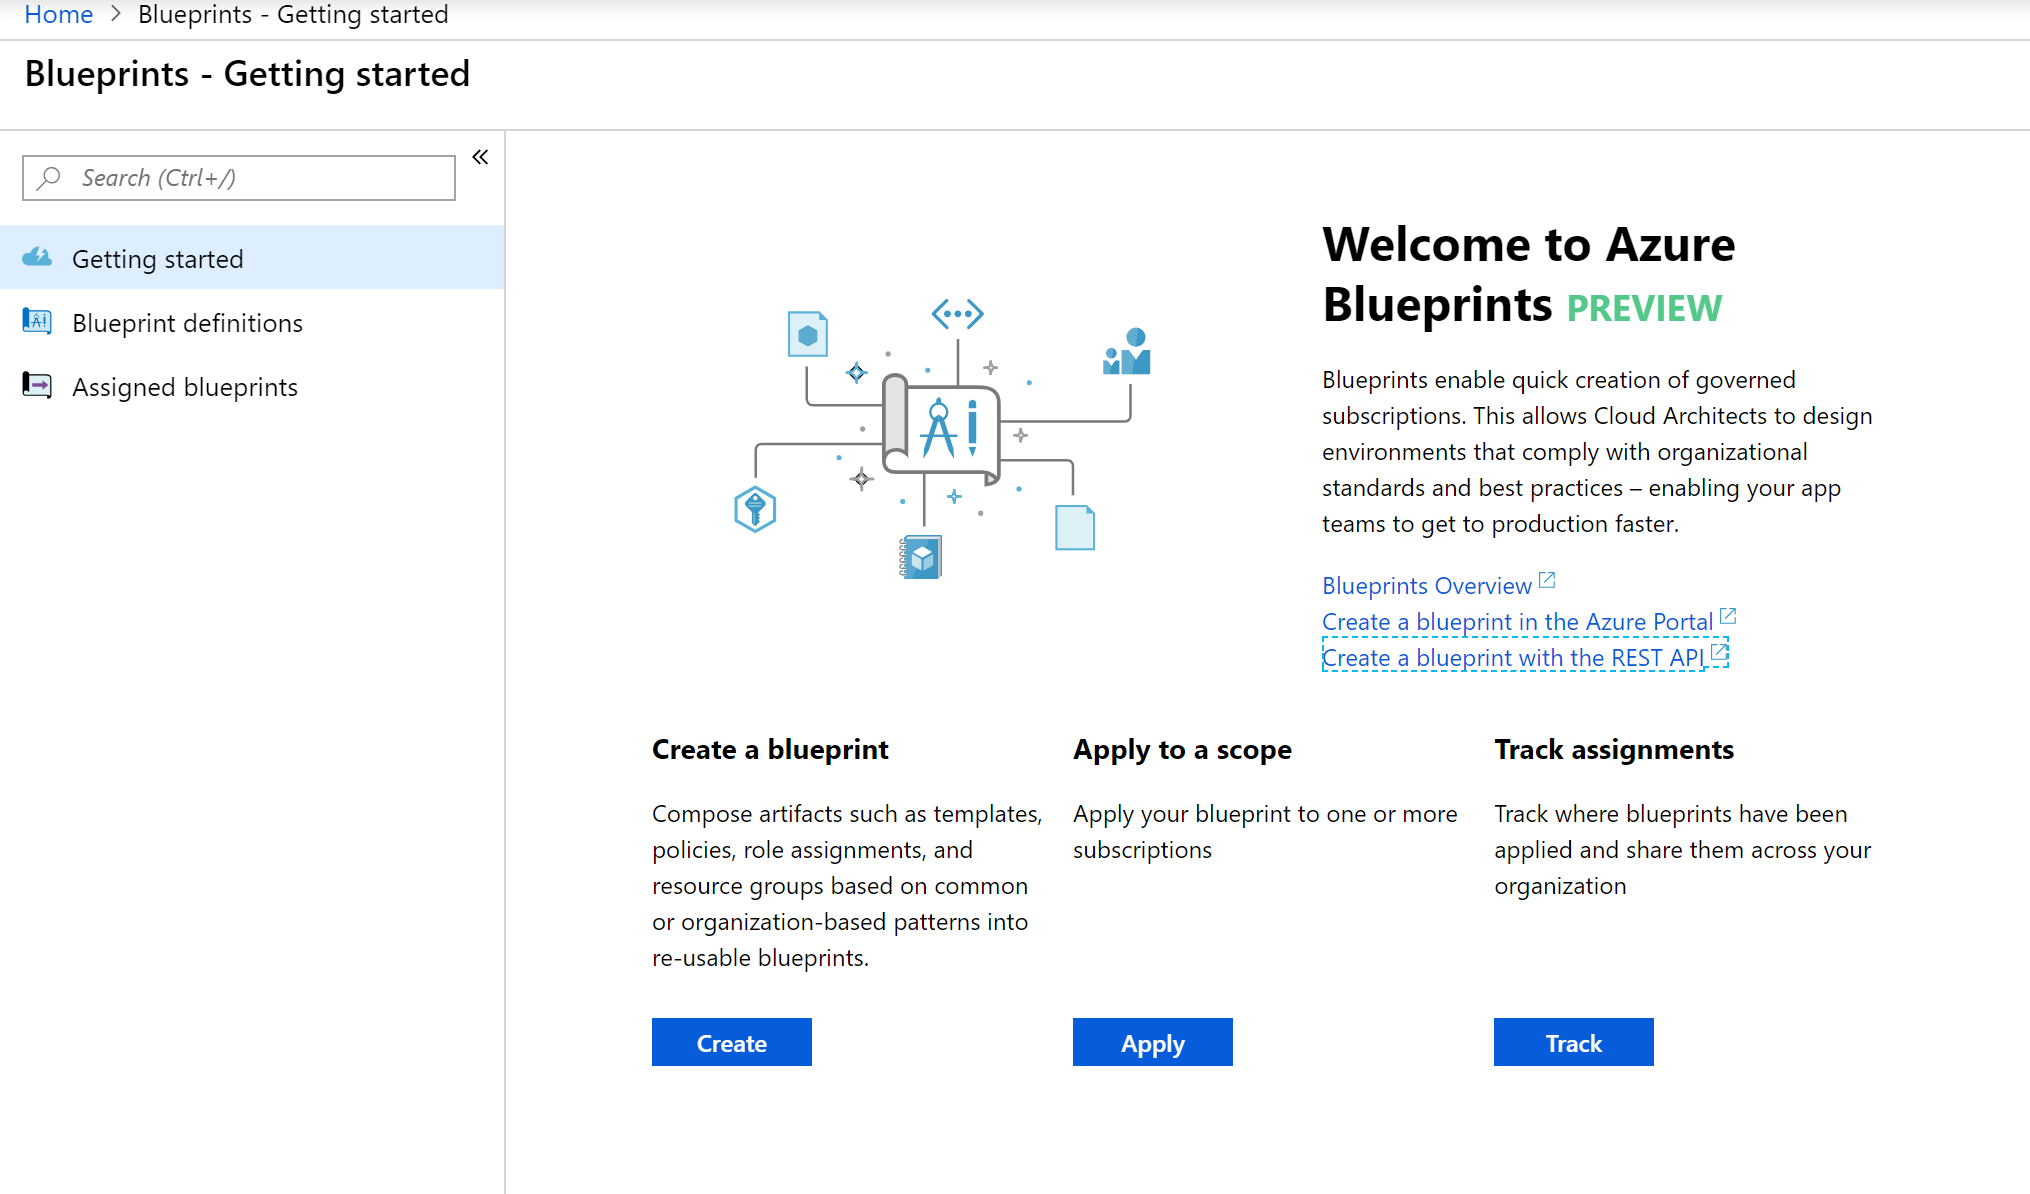 Home > Blueprints - Getting started
Blueprints - Getting started
Search (Ctrl+/)
Getting started
Blueprint definitions
Assigned blueprints
Welcome to Azure
Blueprints PREVIEW
Blueprints enable quick creation of governed
subscriptions. This allows Cloud Architects to design
environments that comply with organizational
standards and best practices – enabling your app
teams to get to production faster.
Blueprints Overview
Create a blueprint in the Azure Portal
Create a blueprint with the REST API
Create a blueprint
Compose artifacts such as templates,
policies, role assignments, and
resource groups based on common
or organization-based patterns into
re-usable blueprints.
Create
Apply to a scope
Apply your blueprint to one or more
subscriptions
Apply
Track assignments
Track where blueprints have been
applied and share them across your
organization
Track